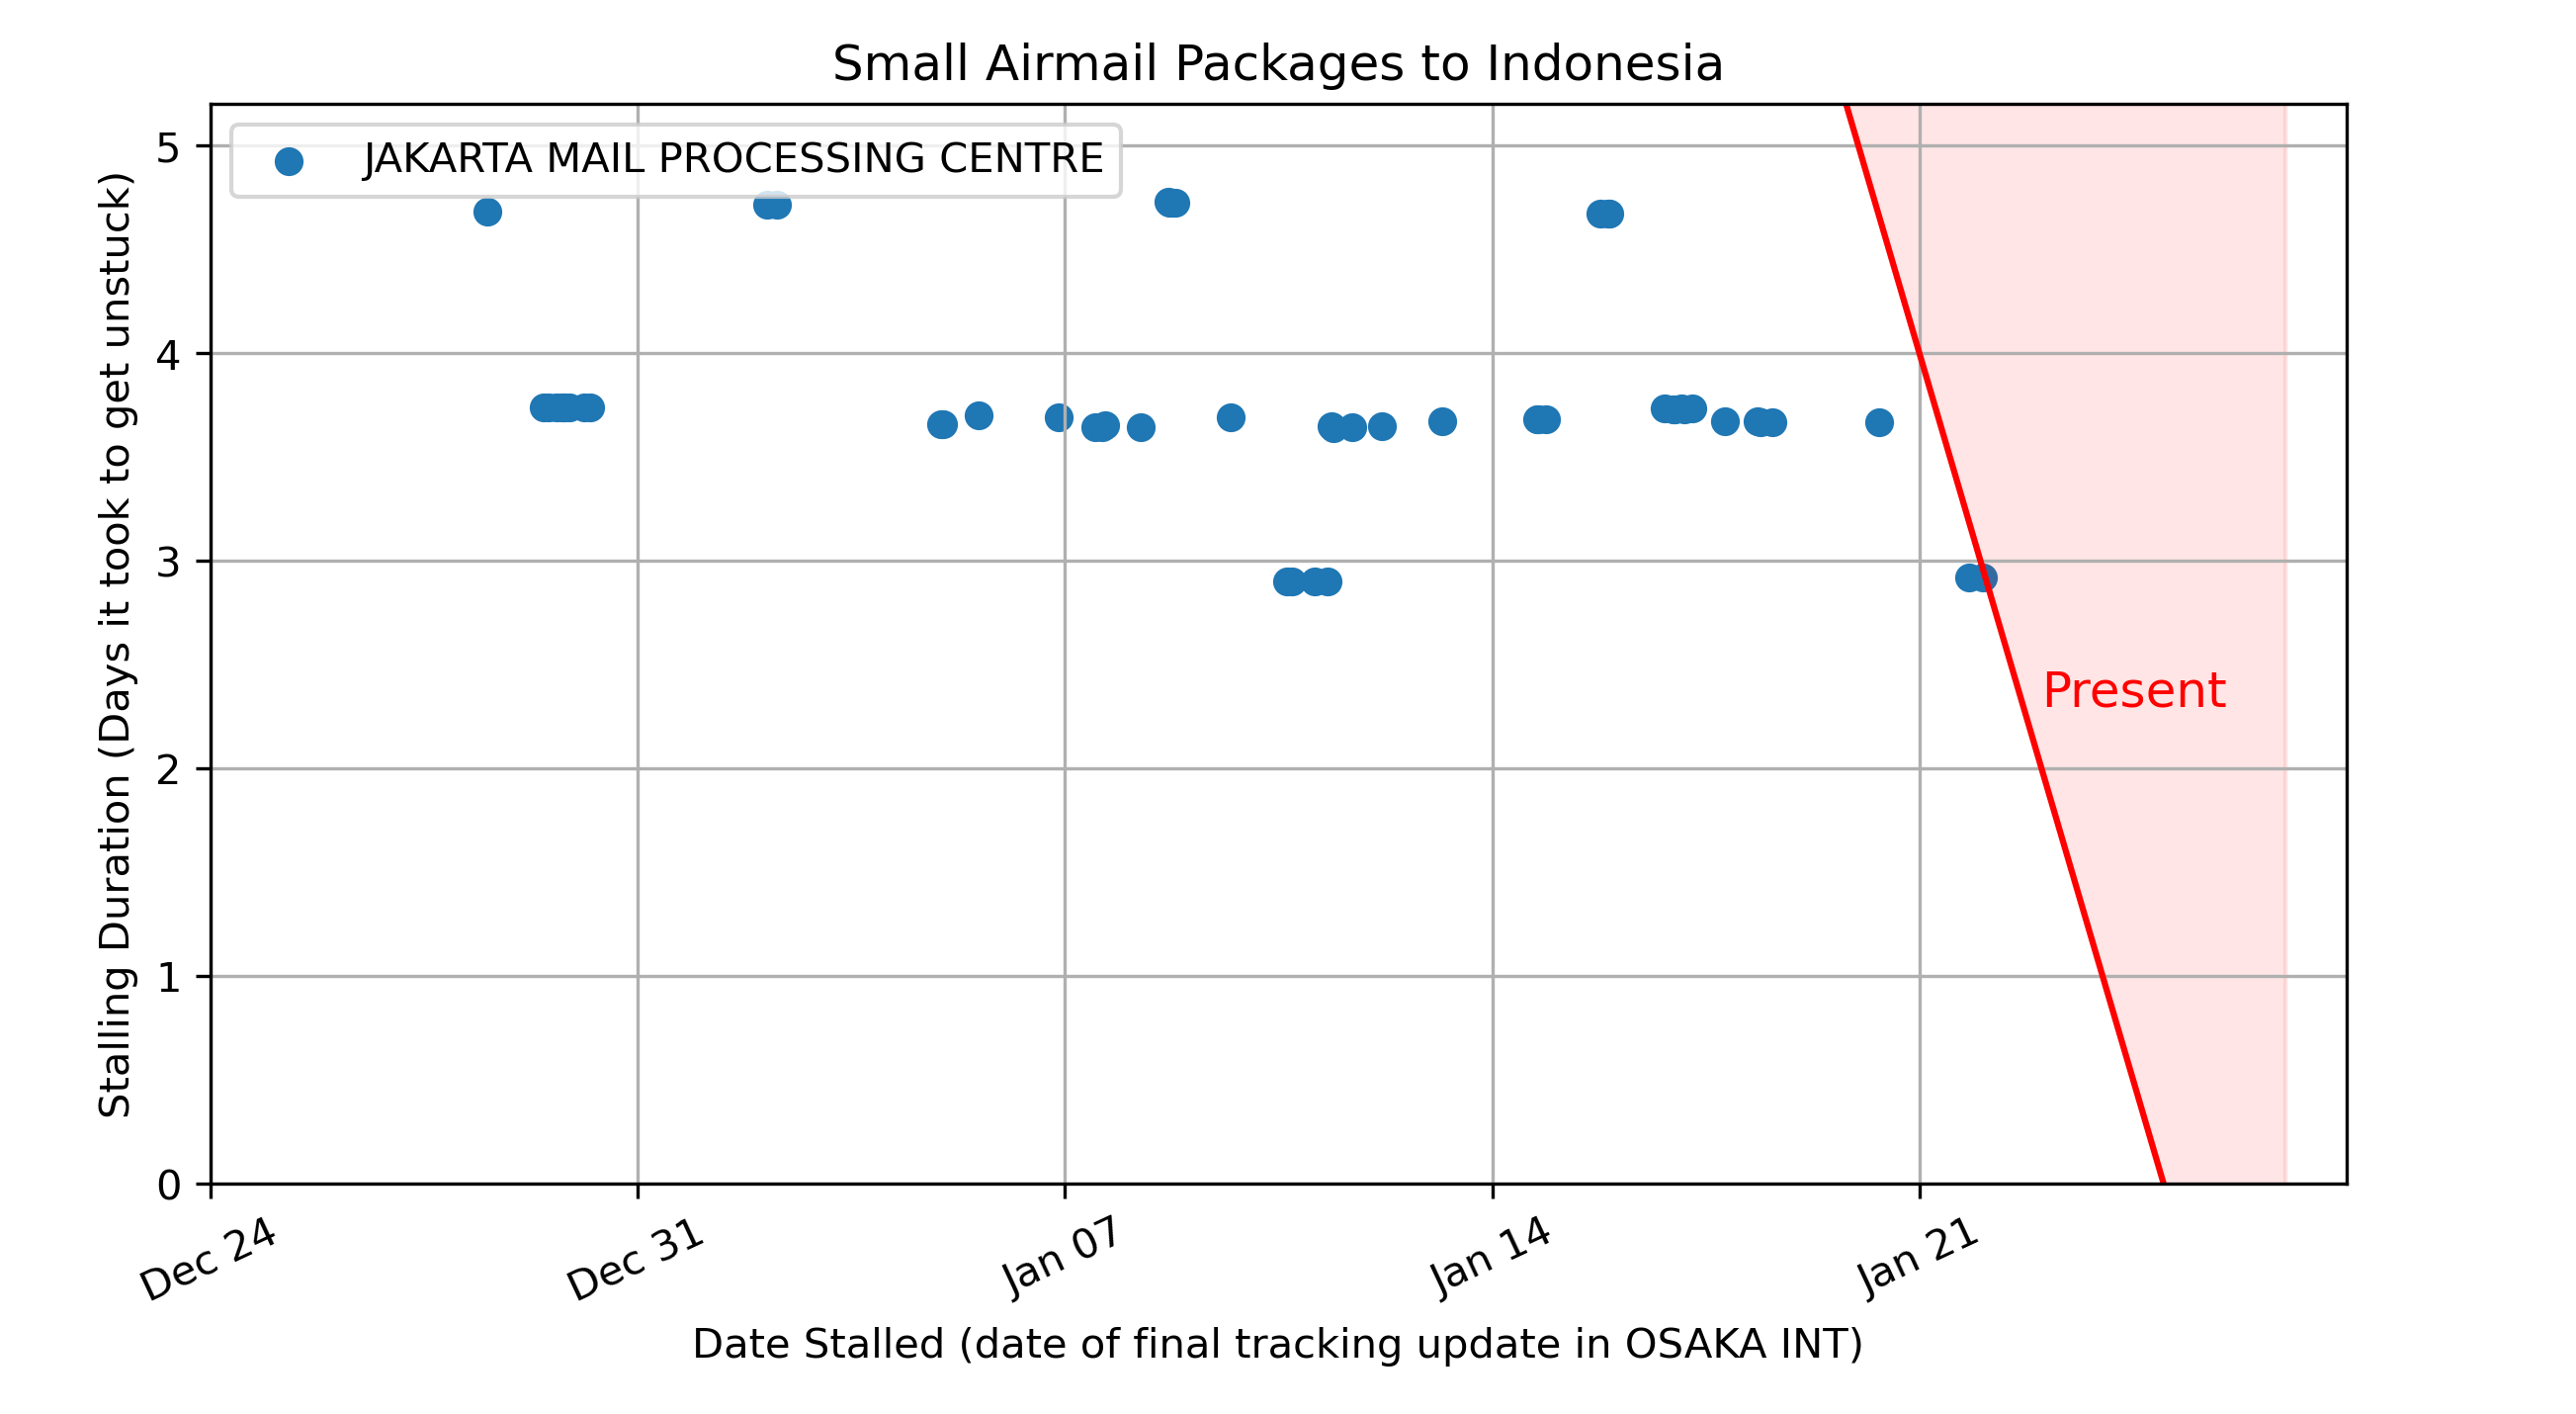 Small Airmail Packages to Indonesia
JAKARTA MAIL PROCESSING CENTRE
Stalling Duration (Days it took to get unstuck)
5
4
3
2
1
0
Present
Dec 24
Dec 31
Jan 07
Jan 14
Jan 21
Date Stalled (date of final tracking update in OSAKA INT)